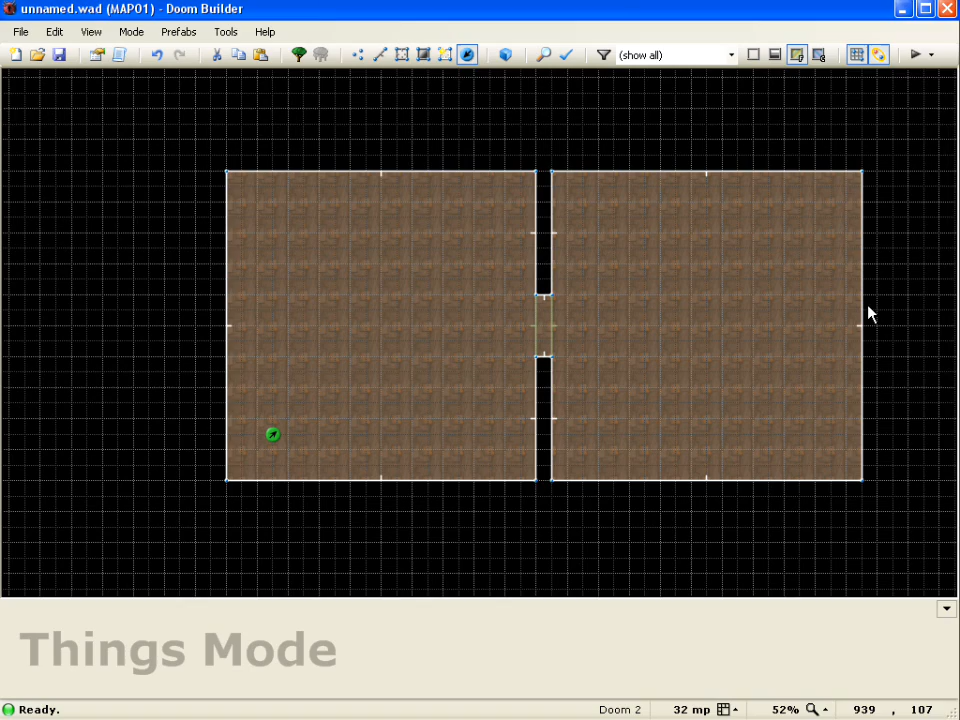 unnamed.wad (MAP01) - Doom Builder
File Edit View Mode Prefabs Tools Help
(show all)
Things Mode
Ready. Doom 2 32 mp 52% 939 , 107